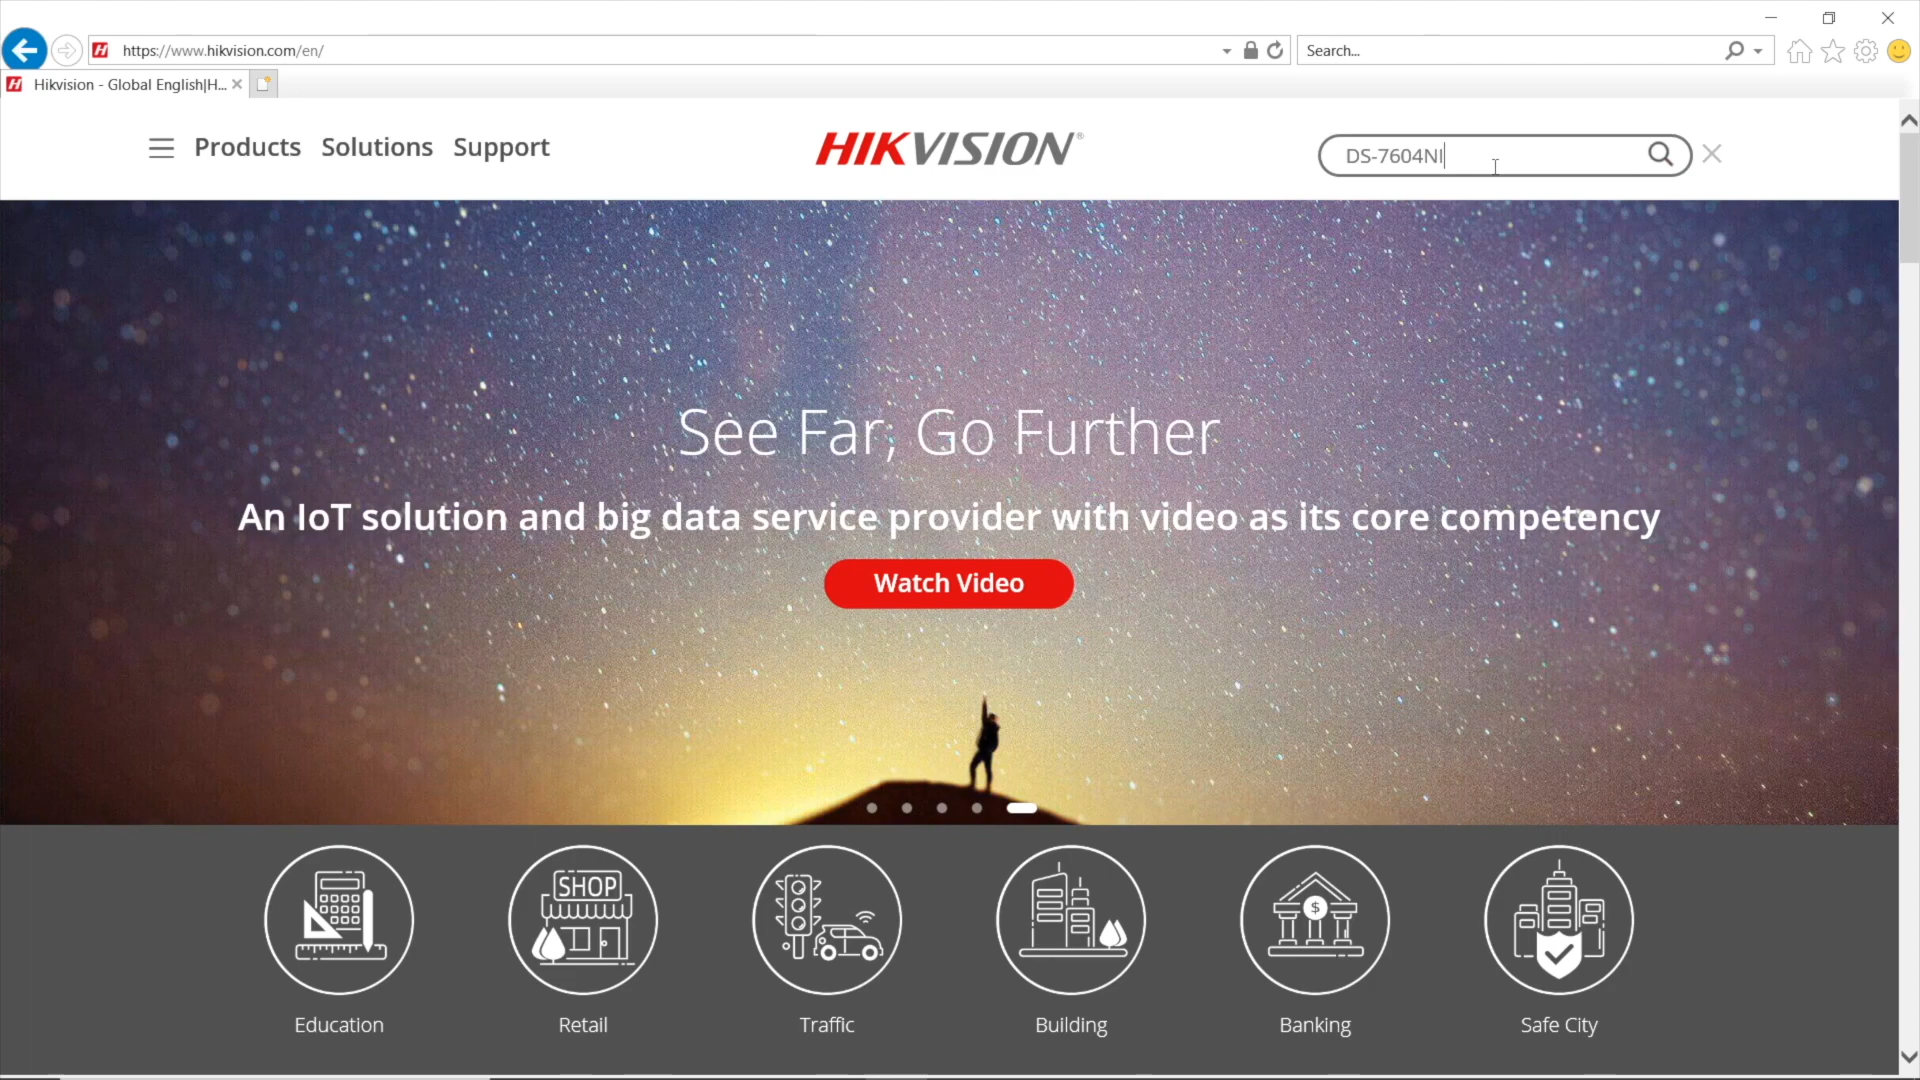 https://www.hikvision.com/en/
Search...
Hikvision - Global English|H...
Products Solutions Support
HIKVISION®
DS-7604NI
See Far, Go Further
An IoT solution and big data service provider with video as its core competency
Watch Video
SHOP
$
Education Retail Traffic Building Banking Safe City